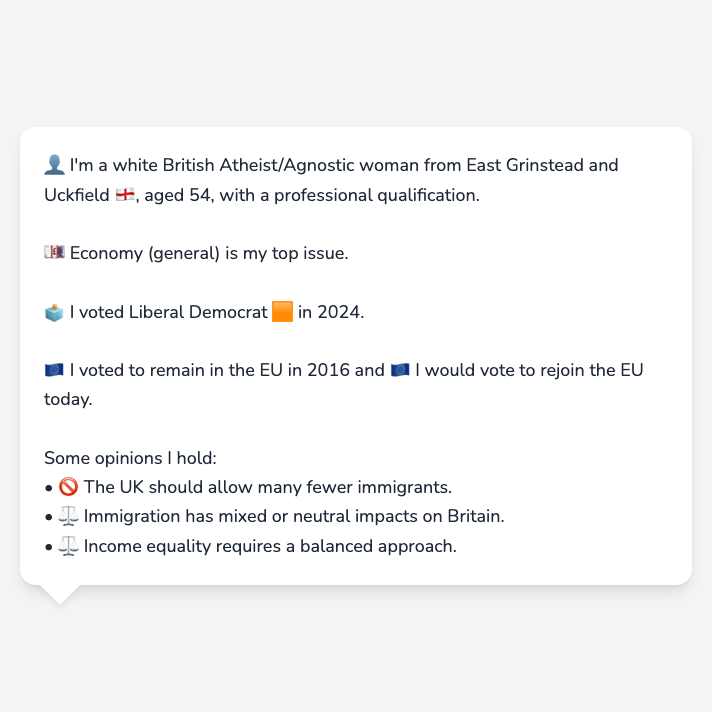 👤 I'm a white British Atheist/Agnostic woman from East Grinstead and
Uckfield 🏴󠁧󠁢󠁥󠁮󠁧󠁿, aged 54, with a professional qualification.
💷 Economy (general) is my top issue.
🗳️ I voted Liberal Democrat 🟧 in 2024.
🇪🇺 I voted to remain in the EU in 2016 and 🇪🇺 I would vote to rejoin the EU
today.
Some opinions I hold:
• 🚫 The UK should allow many fewer immigrants.
• ⚖️ Immigration has mixed or neutral impacts on Britain.
• ⚖️ Income equality requires a balanced approach.